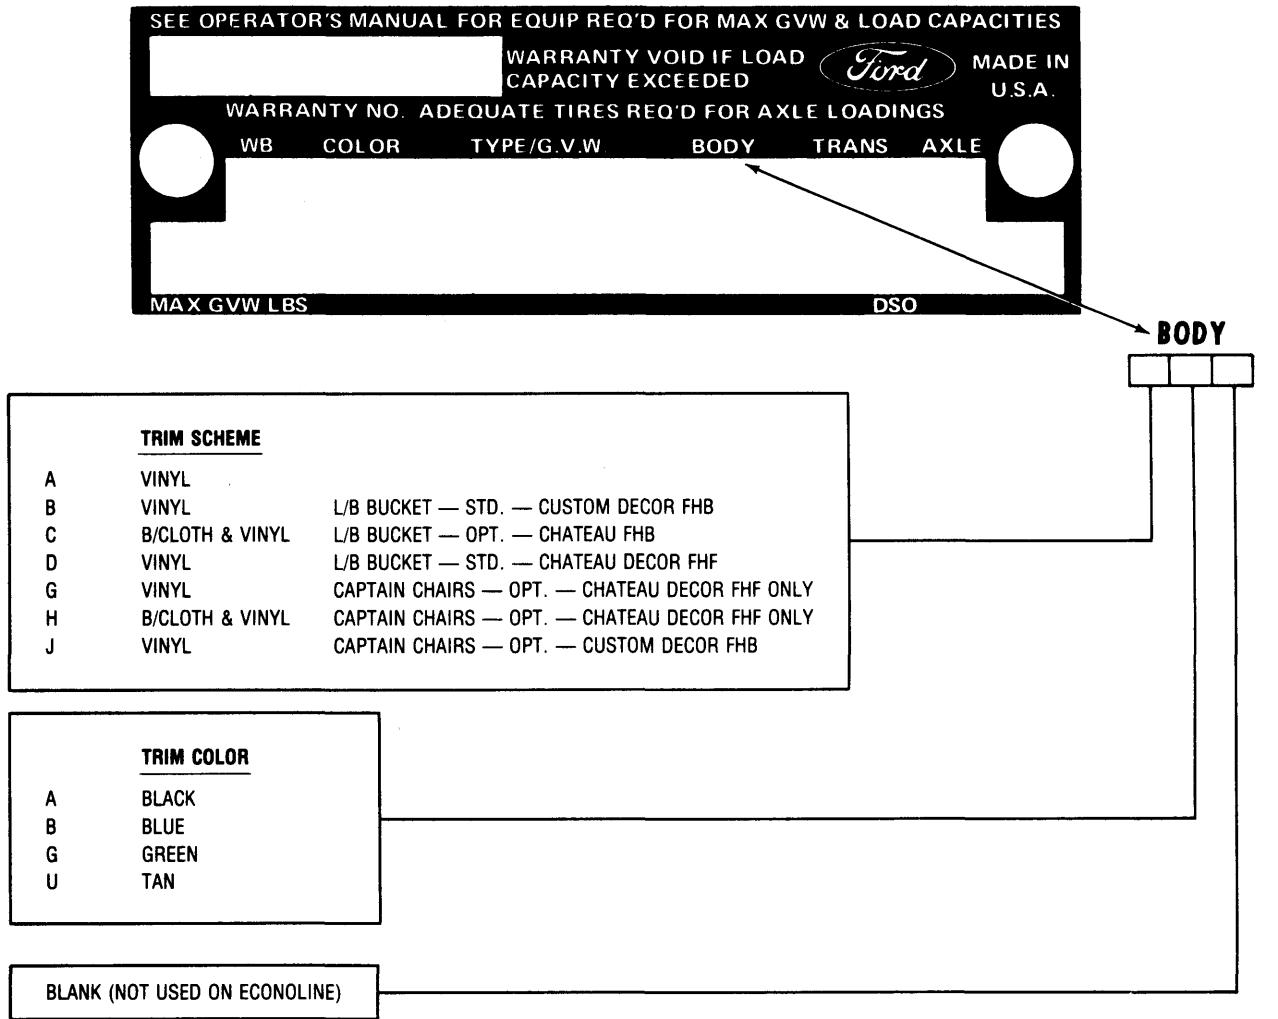 SEE OPERATOR'S MANUAL FOR EQUIP REQ'D FOR MAX GVW & LOAD CAPACITIES
WARRANTY VOID IF LOAD
CAPACITY EXCEEDED
Ford
MADE IN
U.S.A.
WARRANTY NO. ADEQUATE TIRES REQ'D FOR AXLE LOADINGS
WB COLOR TYPE/G.V.W. BODY TRANS AXLE
MAX GVW LBS DSO
BODY
TRIM SCHEME
A VINYL
B VINYL L/B BUCKET — STD. — CUSTOM DECOR FHB
C B/CLOTH & VINYL L/B BUCKET — OPT. — CHATEAU FHB
D VINYL L/B BUCKET — STD. — CHATEAU DECOR FHF
G VINYL CAPTAIN CHAIRS — OPT. — CHATEAU DECOR FHF ONLY
H B/CLOTH & VINYL CAPTAIN CHAIRS — OPT. — CHATEAU DECOR FHF ONLY
J VINYL CAPTAIN CHAIRS — OPT. — CUSTOM DECOR FHB
TRIM COLOR
A BLACK
B BLUE
G GREEN
U TAN
BLANK (NOT USED ON ECONOLINE)